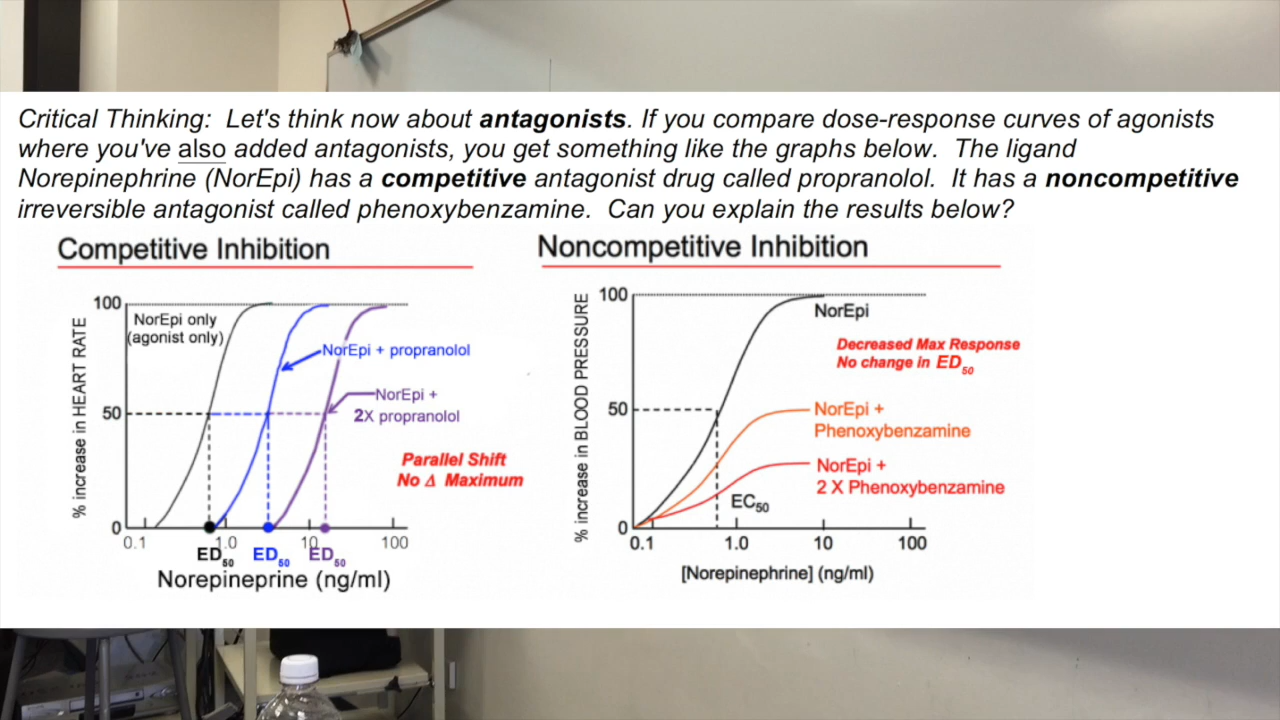 Critical Thinking: Let's think now about antagonists. If you compare dose-response curves of agonists
where you've also added antagonists, you get something like the graphs below. The ligand
Norepinephrine (NorEpi) has a competitive antagonist drug called propranolol. It has a noncompetitive
irreversible antagonist called phenoxybenzamine. Can you explain the results below?
Competitive Inhibition
% increase in HEART RATE
100
50
0
NorEpi only
(agonist only)
NorEpi + propranolol
NorEpi +
2X propranolol
Parallel Shift
No Δ Maximum
0.1
1.0
10
100
ED50
ED50
ED50
Norepineprine (ng/ml)
Noncompetitive Inhibition
% increase in BLOOD PRESSURE
100
50
0
NorEpi
Decreased Max Response
No change in ED50
NorEpi +
Phenoxybenzamine
NorEpi +
2 X Phenoxybenzamine
EC50
0.1
1.0
10
100
[Norepinephrine] (ng/ml)